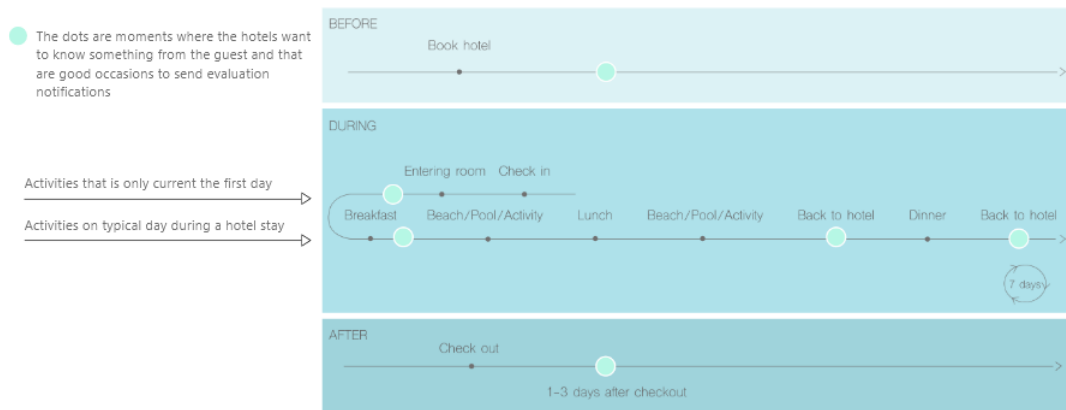 The dots are moments where the hotels want
to know something from the guest and that
are good occasions to send evaluation
notifications
BEFORE
Book hotel
DURING
Activities that is only current the first day
Entering room
Check in
Activities on typical day during a hotel stay
Breakfast
Beach/Pool/Activity
Lunch
Beach/Pool/Activity
Back to hotel
Dinner
Back to hotel
7 days
AFTER
Check out
1-3 days after checkout